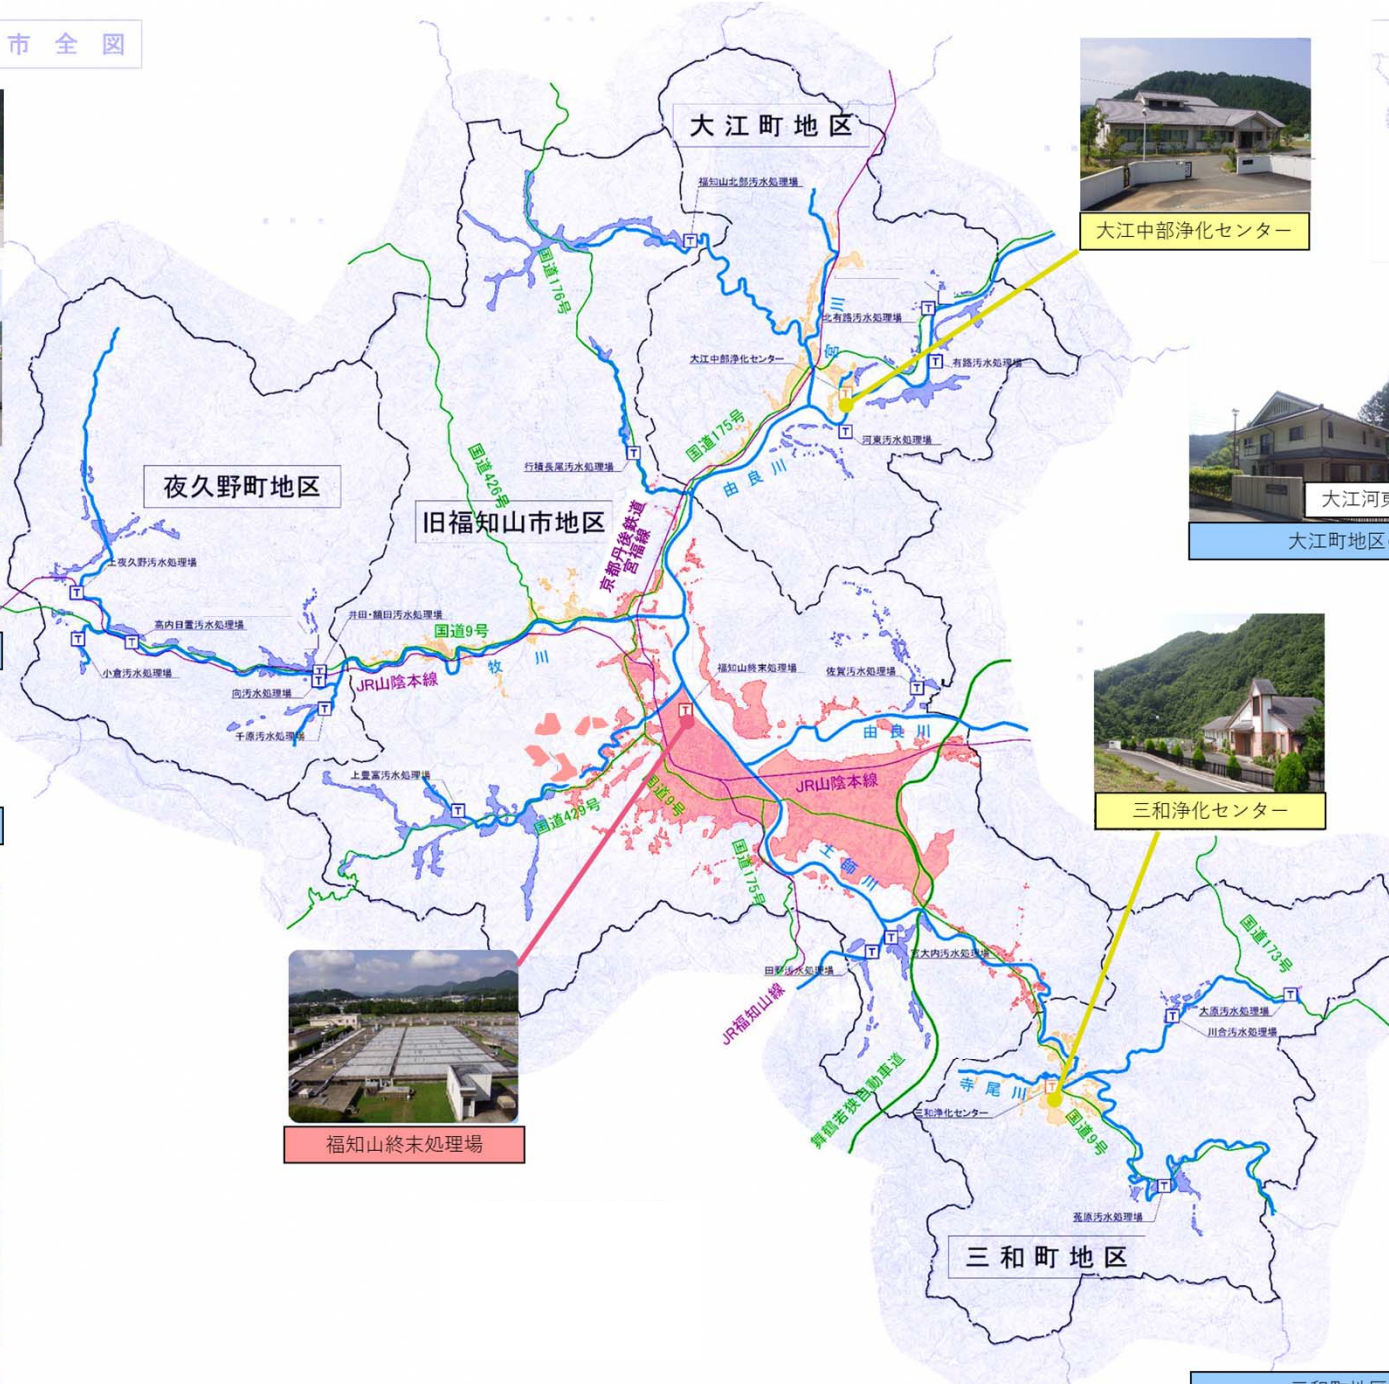 市全図
大江町地区
福知山北部汚水処理場
大江中部浄化センター
国道176号
宮
川
北有路汚水処理場
大江中部浄化センター
有路汚水処理場
国道175号
河東汚水処理場
行積長尾汚水処理場
由良川
国道426号
夜久野町地区
旧福知山市地区
京都丹後鉄道
宮福線
大江河東
大江町地区
上夜久野汚水処理場
高内日置汚水処理場
井田・額田汚水処理場
国道9号
牧川
小倉汚水処理場
JR山陰本線
向汚水処理場
千原汚水処理場
福知山終末処理場
佐賀汚水処理場
由良川
上豊富汚水処理場
国道9号
JR山陰本線
国道429号
三和浄化センター
国道175号
土師川
田野汚水処理場
宮大内汚水処理場
JR福知山線
国道173号
大原汚水処理場
川合汚水処理場
舞鶴若狭自動車道
寺尾川
三和浄化センター
国道9号
福知山終末処理場
菟原汚水処理場
三和町地区